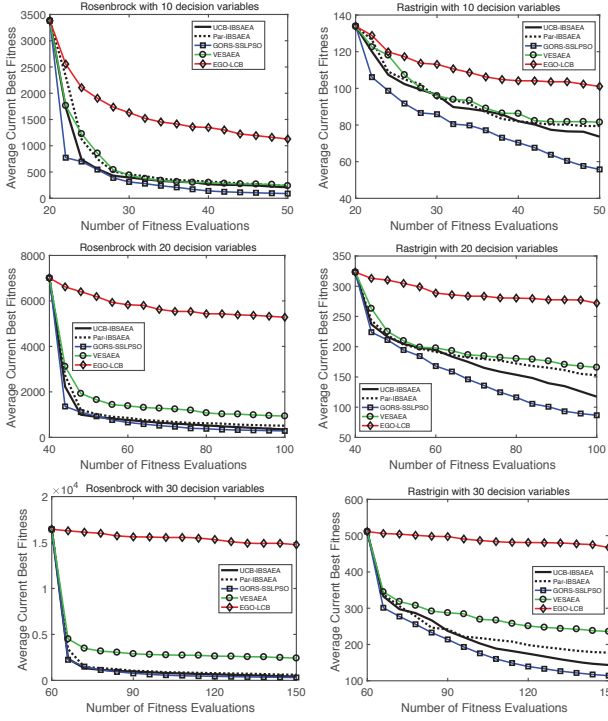 Rosenbrock with 10 decision variables
3500
3000
2500
2000
1500
1000
500
0
20
30
40
50
Average Current Best Fitness
Number of Fitness Evaluations
UCB-IBSAEA
Par-IBSAEA
GORS-SSLPSO
VESAEA
EGO-LCB
Rastrigin with 10 decision variables
140
120
100
80
60
40
20
30
40
50
Average Current Best Fitness
Number of Fitness Evaluations
UCB-IBSAEA
Par-IBSAEA
GORS-SSLPSO
VESAEA
EGO-LCB
Rosenbrock with 20 decision variables
8000
6000
4000
2000
0
40
60
80
100
Average Current Best Fitness
Number of Fitness Evaluations
UCB-IBSAEA
Par-IBSAEA
GORS-SSLPSO
VESAEA
EGO-LCB
Rastrigin with 20 decision variables
350
300
250
200
150
100
50
40
60
80
100
Average Current Best Fitness
Number of Fitness Evaluations
UCB-IBSAEA
Par-IBSAEA
GORS-SSLPSO
VESAEA
EGO-LCB
Rosenbrock with 30 decision variables
× 10⁴
2
1.5
1
0.5
0
60
90
120
150
Average Current Best Fitness
Number of Fitness Evaluations
UCB-IBSAEA
Par-IBSAEA
GORS-SSLPSO
VESAEA
EGO-LCB
Rastrigin with 30 decision variables
600
500
400
300
200
100
60
90
120
150
Average Current Best Fitness
Number of Fitness Evaluations
UCB-IBSAEA
Par-IBSAEA
GORS-SSLPSO
VESAEA
EGO-LCB